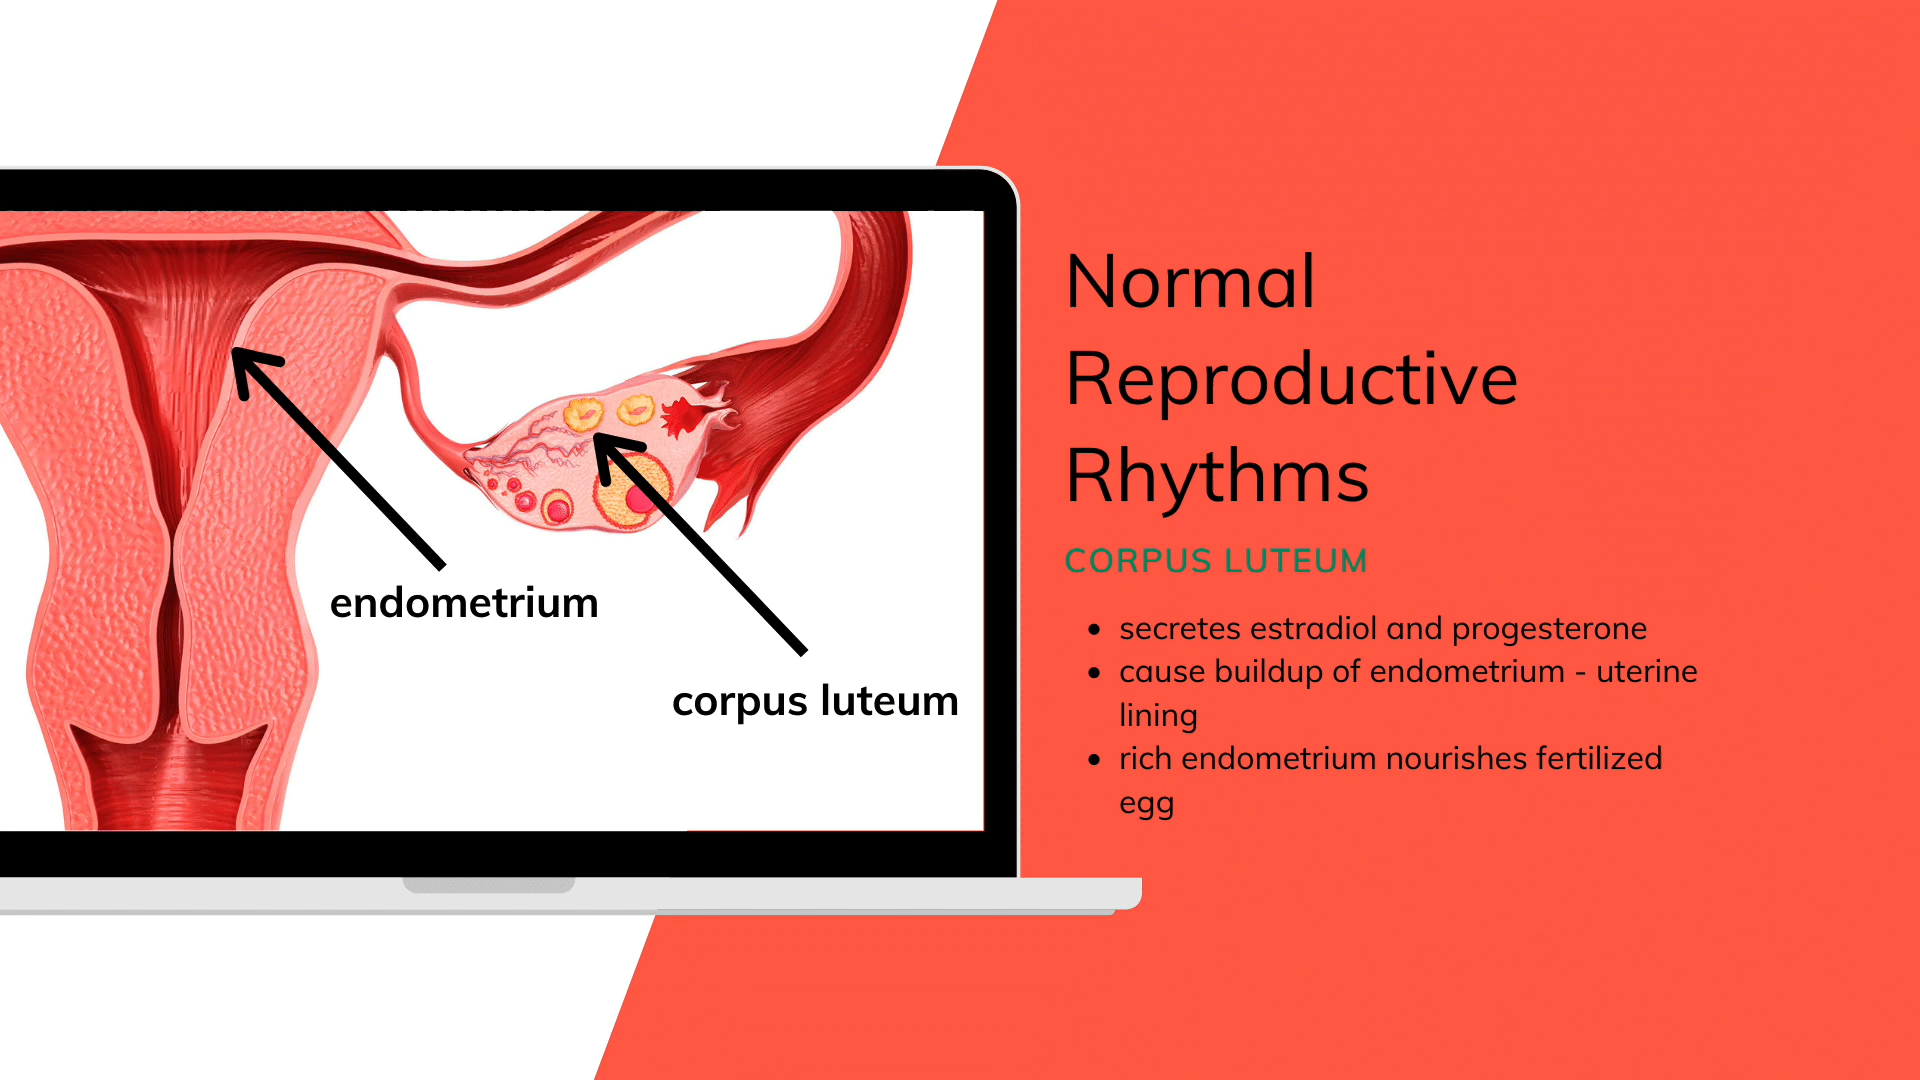 endometrium
corpus luteum
Normal
Reproductive
Rhythms
CORPUS LUTEUM
• secretes estradiol and progesterone
• cause buildup of endometrium - uterine
lining
• rich endometrium nourishes fertilized
egg